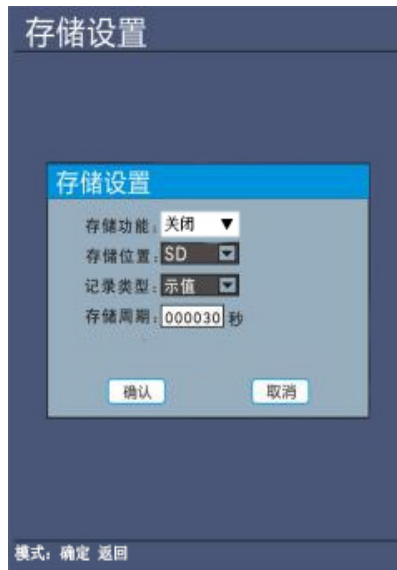 存储设置
存储设置
存储功能：关闭 ▼
存储位置：SD
记录类型：示值
存储周期：000030 秒
确认 取消
模式：确定 返回